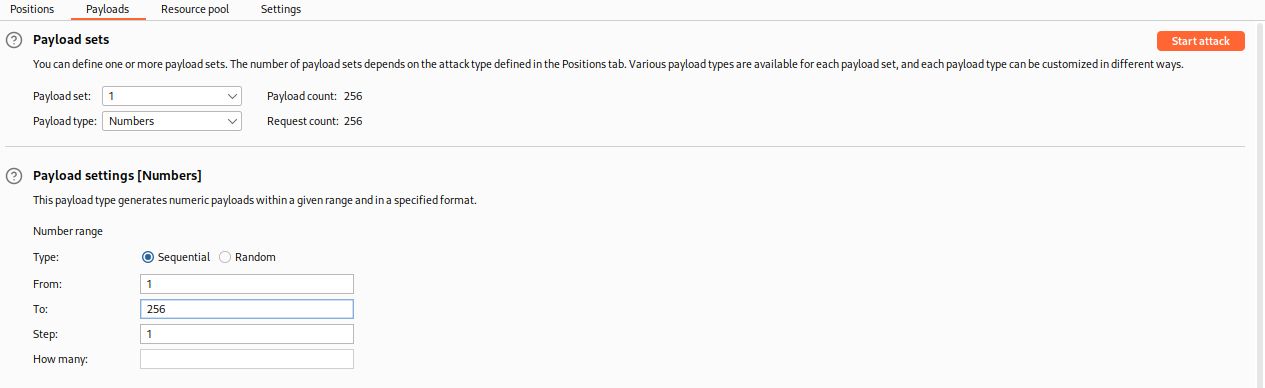 Positions Payloads Resource pool Settings
? Payload sets Start attack
You can define one or more payload sets. The number of payload sets depends on the attack type defined in the Positions tab. Various payload types are available for each payload set, and each payload type can be customized in different ways.
Payload set: 1 Payload count: 256
Payload type: Numbers Request count: 256
? Payload settings [Numbers]
This payload type generates numeric payloads within a given range and in a specified format.
Number range
Type: Sequential Random
From: 1
To: 256
Step: 1
How many: